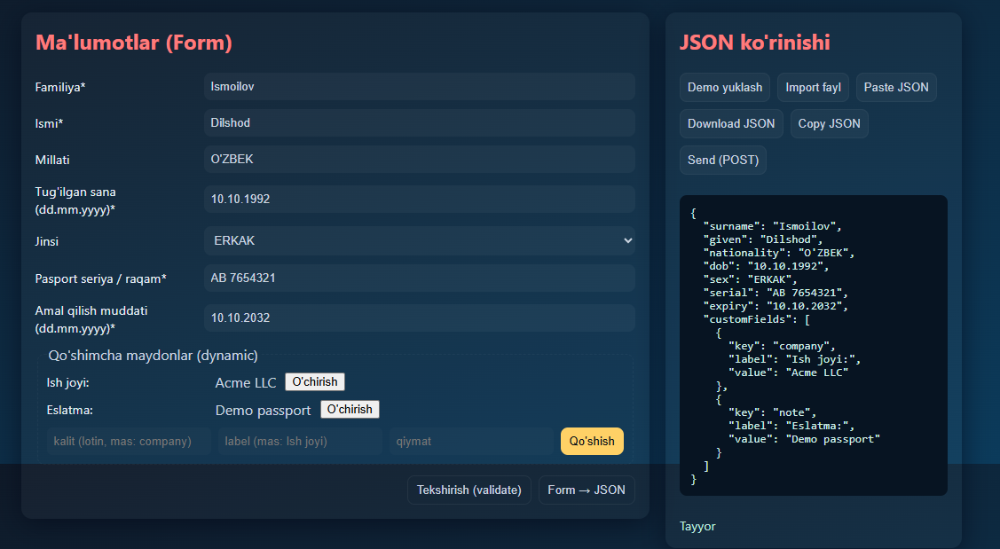 Ma'lumotlar (Form)
Familiya*
Ismoilov
Ismi*
Dilshod
Millati
O'ZBEK
Tug'ilgan sana
(dd.mm.yyyy)*
10.10.1992
Jinsi
ERKAK
Pasport seriya / raqam*
AB 7654321
Amal qilish muddati
(dd.mm.yyyy)*
10.10.2032
Qo'shimcha maydonlar (dynamic)
Ish joyi:
Acme LLC
O'chirish
Eslatma:
Demo passport
O'chirish
kalit (lotin, mas: company)
label (mas: Ish joyi)
qiymat
Qo'shish
Tekshirish (validate)
Form → JSON
JSON ko'rinishi
Demo yuklash
Import fayl
Paste JSON
Download JSON
Copy JSON
Send (POST)
{
  "surname": "Ismoilov",
  "given": "Dilshod",
  "nationality": "O'ZBEK",
  "dob": "10.10.1992",
  "sex": "ERKAK",
  "serial": "AB 7654321",
  "expiry": "10.10.2032",
  "customFields": [
    {
      "key": "company",
      "label": "Ish joyi:",
      "value": "Acme LLC"
    },
    {
      "key": "note",
      "label": "Eslatma:",
      "value": "Demo passport"
    }
  ]
}
Tayyor